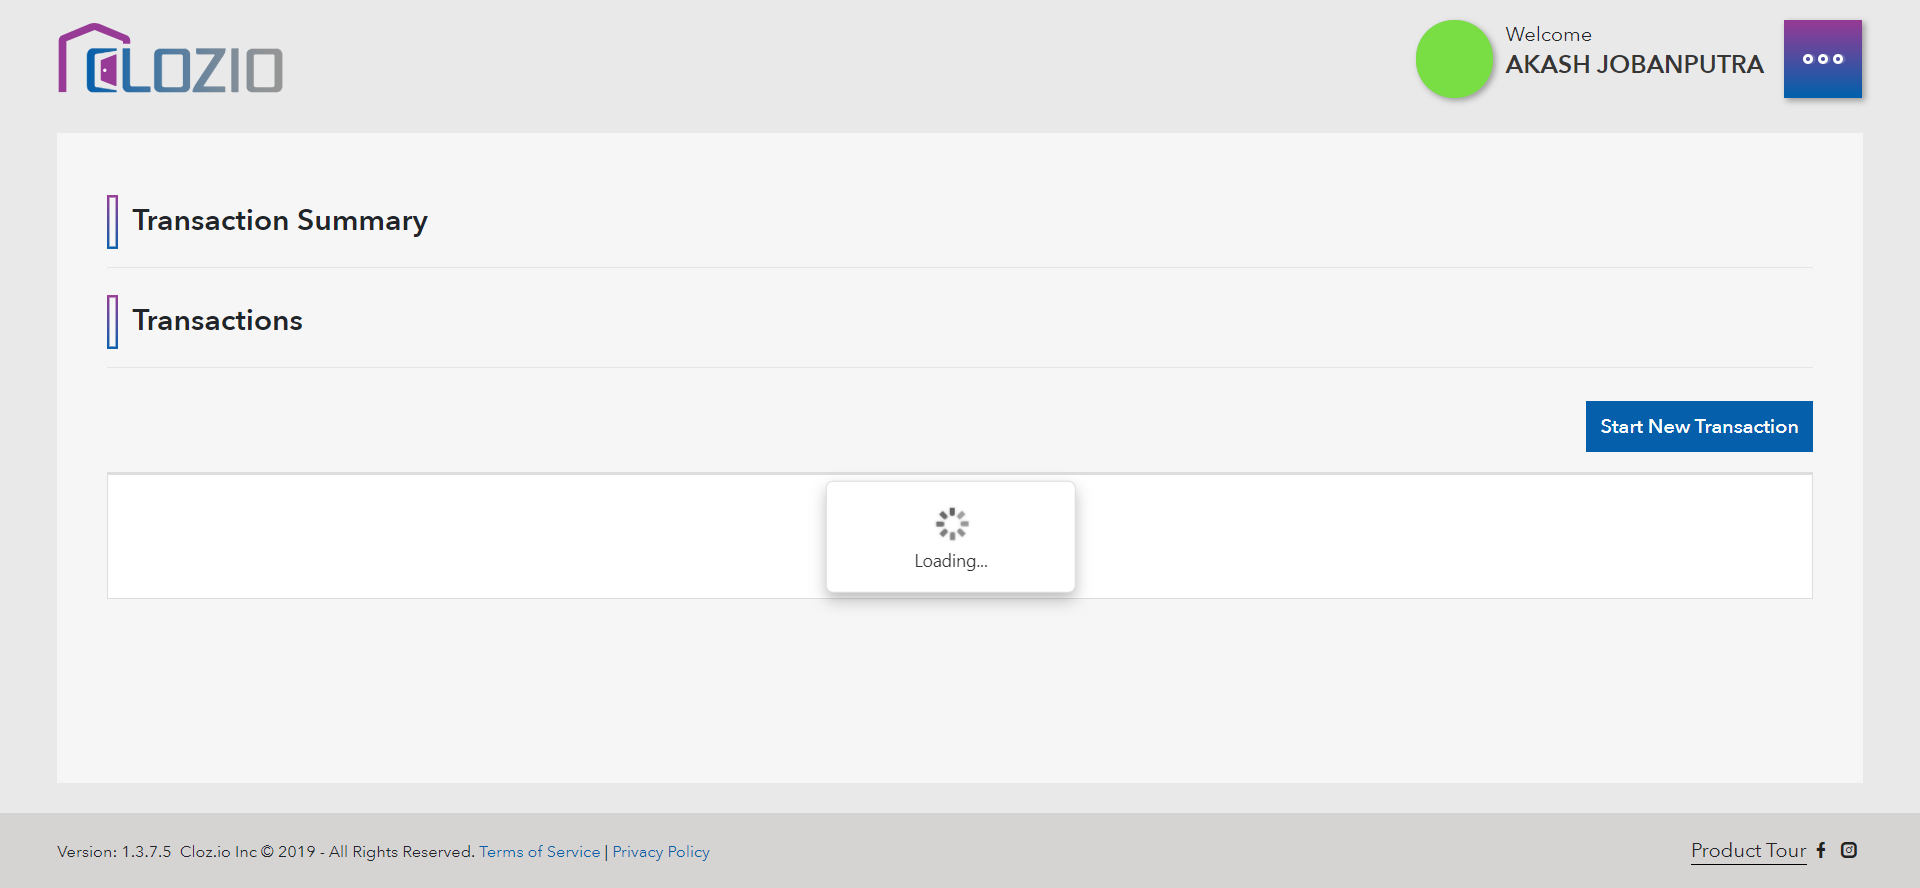 CLOZIO
Welcome
AKASH JOBANPUTRA
Transaction Summary
Transactions
Start New Transaction
Loading...
Version: 1.3.7.5 Cloz.io Inc © 2019 - All Rights Reserved. Terms of Service | Privacy Policy
Product Tour